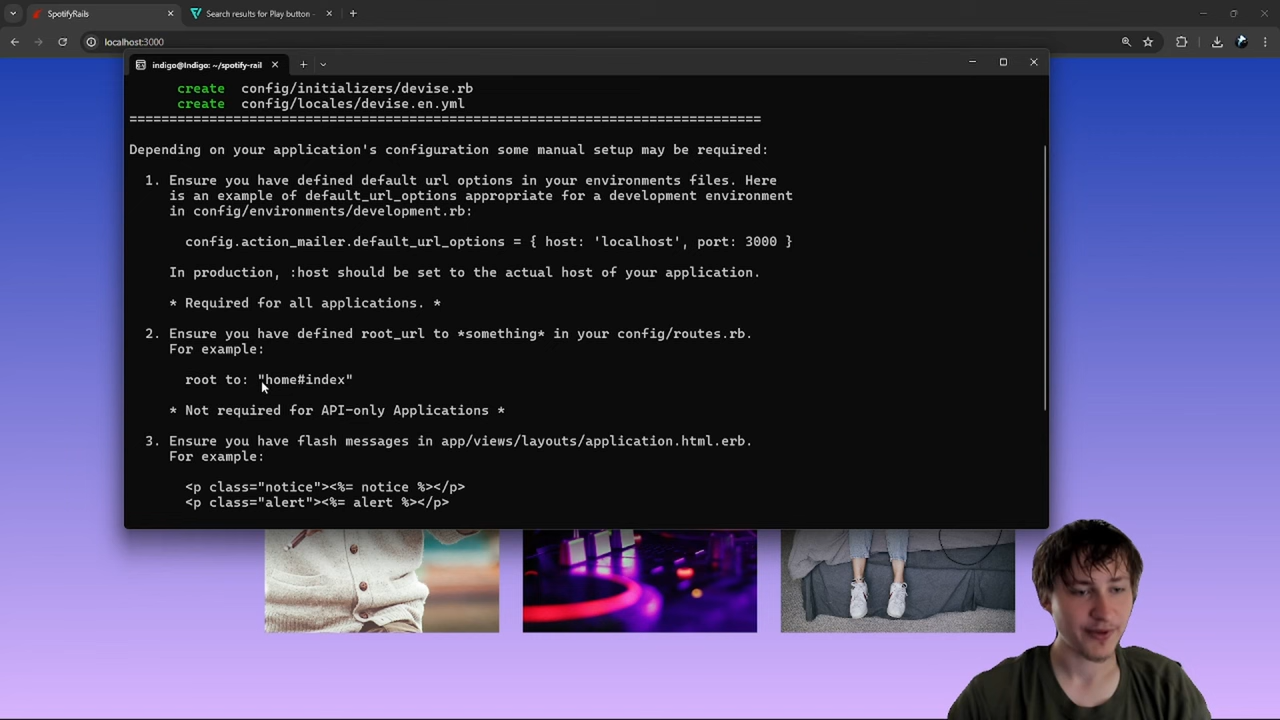 SpotifyRails
Search results for Play button -
localhost:3000
indigo@Indigo: ~/spotify-rail
create config/initializers/devise.rb
create config/locales/devise.en.yml
===============================================================================
Depending on your application's configuration some manual setup may be required:
1. Ensure you have defined default url options in your environments files. Here
is an example of default_url_options appropriate for a development environment
in config/environments/development.rb:
config.action_mailer.default_url_options = { host: 'localhost', port: 3000 }
In production, :host should be set to the actual host of your application.
* Required for all applications. *
2. Ensure you have defined root_url to *something* in your config/routes.rb.
For example:
root to: "home#index"
* Not required for API-only Applications *
3. Ensure you have flash messages in app/views/layouts/application.html.erb.
For example:
<p class="notice"><%= notice %></p>
<p class="alert"><%= alert %></p>